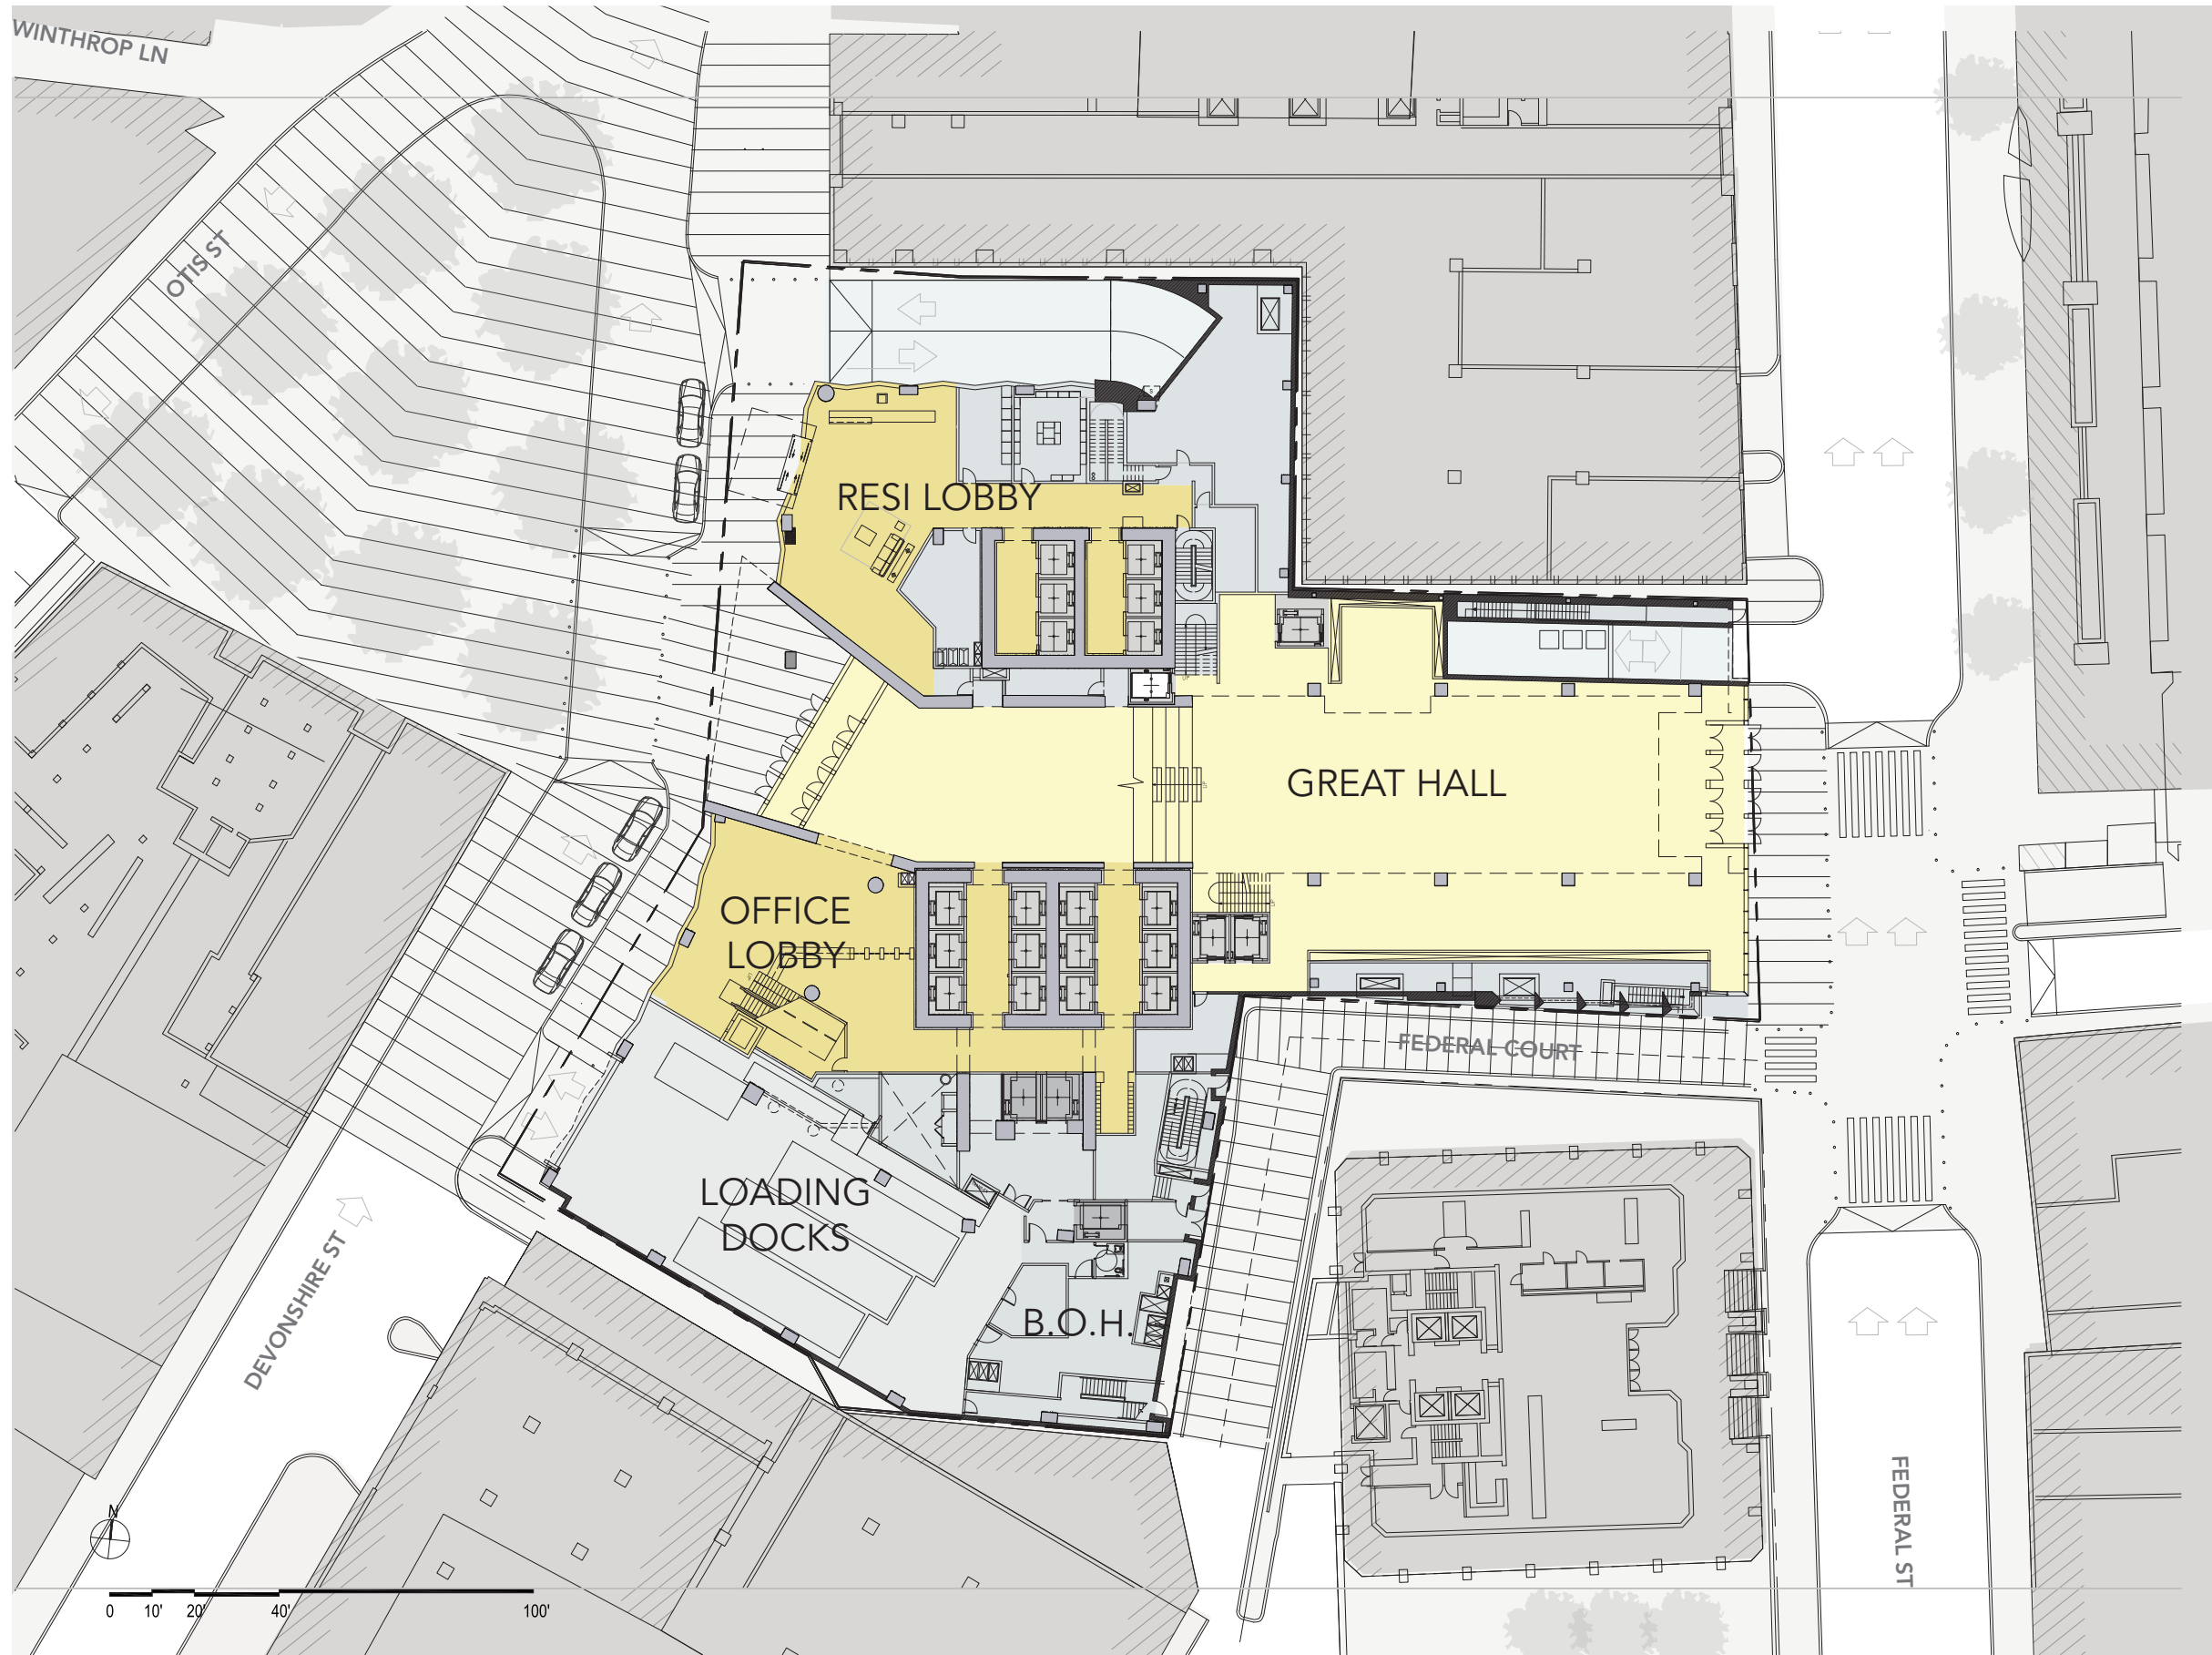 WINTHROP LN
OTIS ST
RESI LOBBY
GREAT HALL
OFFICE
LOBBY
FEDERAL COURT
LOADING
DOCKS
B.O.H.
DEVONSHIRE ST
FEDERAL ST
N
0 10' 20' 40' 100'